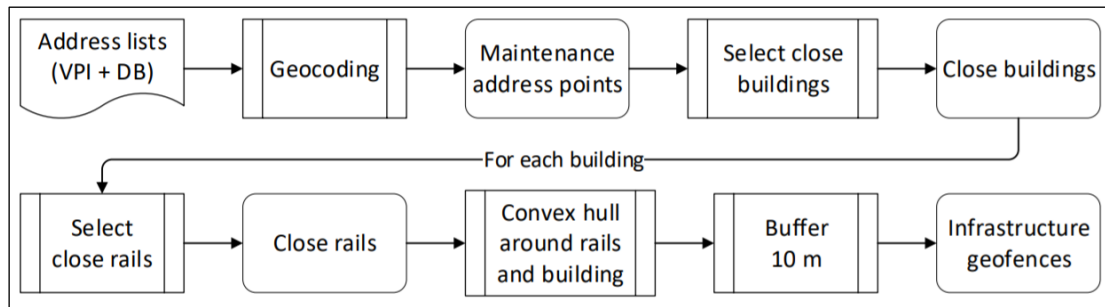 Address lists
(VPI + DB)
Geocoding
Maintenance
address points
Select close
buildings
Close buildings
For each building
Select
close rails
Close rails
Convex hull
around rails
and building
Buffer
10 m
Infrastructure
geofences